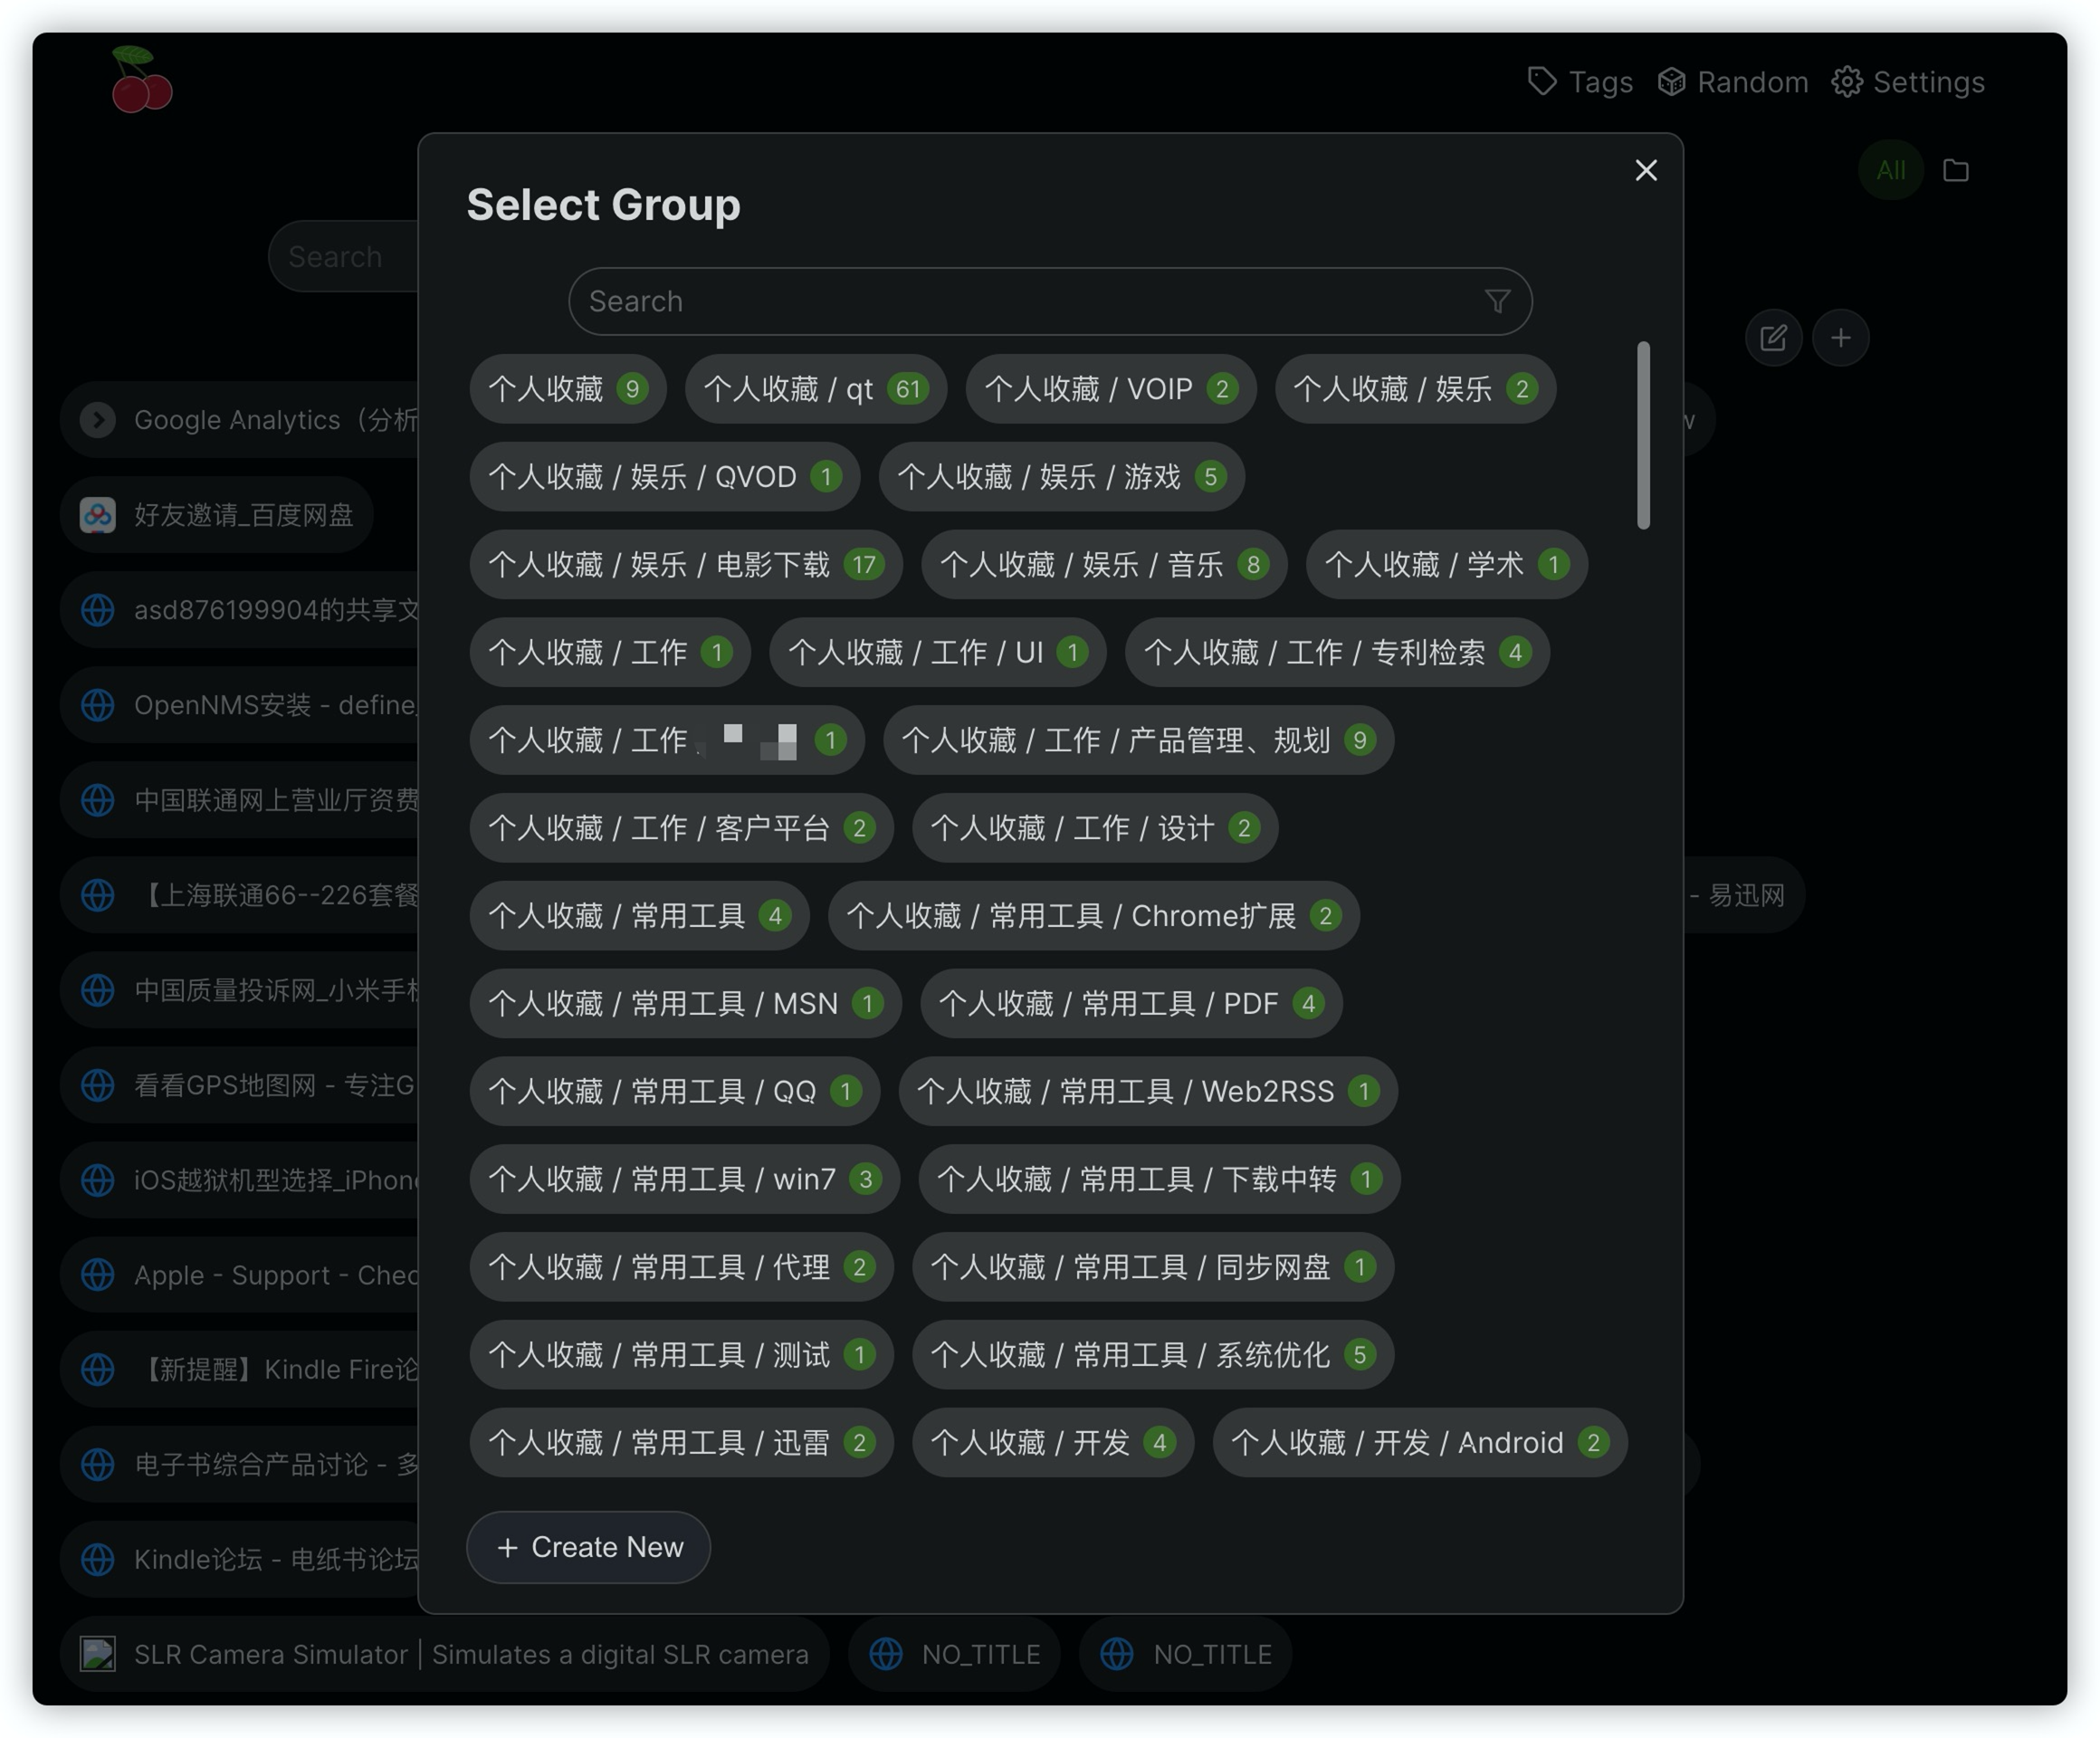 Tags Random Settings
All
Search
Select Group
Search
个人收藏 9 个人收藏 / qt 61 个人收藏 / VOIP 2 个人收藏 / 娱乐 2
个人收藏 / 娱乐 / QVOD 1 个人收藏 / 娱乐 / 游戏 5
个人收藏 / 娱乐 / 电影下载 17 个人收藏 / 娱乐 / 音乐 8 个人收藏 / 学术 1
个人收藏 / 工作 1 个人收藏 / 工作 / UI 1 个人收藏 / 工作 / 专利检索 4
个人收藏 / 工作 1 个人收藏 / 工作 / 产品管理、规划 9
个人收藏 / 工作 / 客户平台 2 个人收藏 / 工作 / 设计 2
个人收藏 / 常用工具 4 个人收藏 / 常用工具 / Chrome扩展 2
个人收藏 / 常用工具 / MSN 1 个人收藏 / 常用工具 / PDF 4
个人收藏 / 常用工具 / QQ 1 个人收藏 / 常用工具 / Web2RSS 1
个人收藏 / 常用工具 / win7 3 个人收藏 / 常用工具 / 下载中转 1
个人收藏 / 常用工具 / 代理 2 个人收藏 / 常用工具 / 同步网盘 1
个人收藏 / 常用工具 / 测试 1 个人收藏 / 常用工具 / 系统优化 5
个人收藏 / 常用工具 / 迅雷 2 个人收藏 / 开发 4 个人收藏 / 开发 / Android 2
+ Create New
Google Analytics（分析
好友邀请_百度网盘
asd876199904的共享文
OpenNMS安装 - define_
中国联通网上营业厅资费
【上海联通66--226套餐
- 易迅网
中国质量投诉网_小米手
看看GPS地图网 - 专注G
iOS越狱机型选择_iPhone
Apple - Support - Chec
【新提醒】Kindle Fire论
电子书综合产品讨论 - 多
Kindle论坛 - 电纸书论坛
SLR Camera Simulator | Simulates a digital SLR camera NO_TITLE NO_TITLE